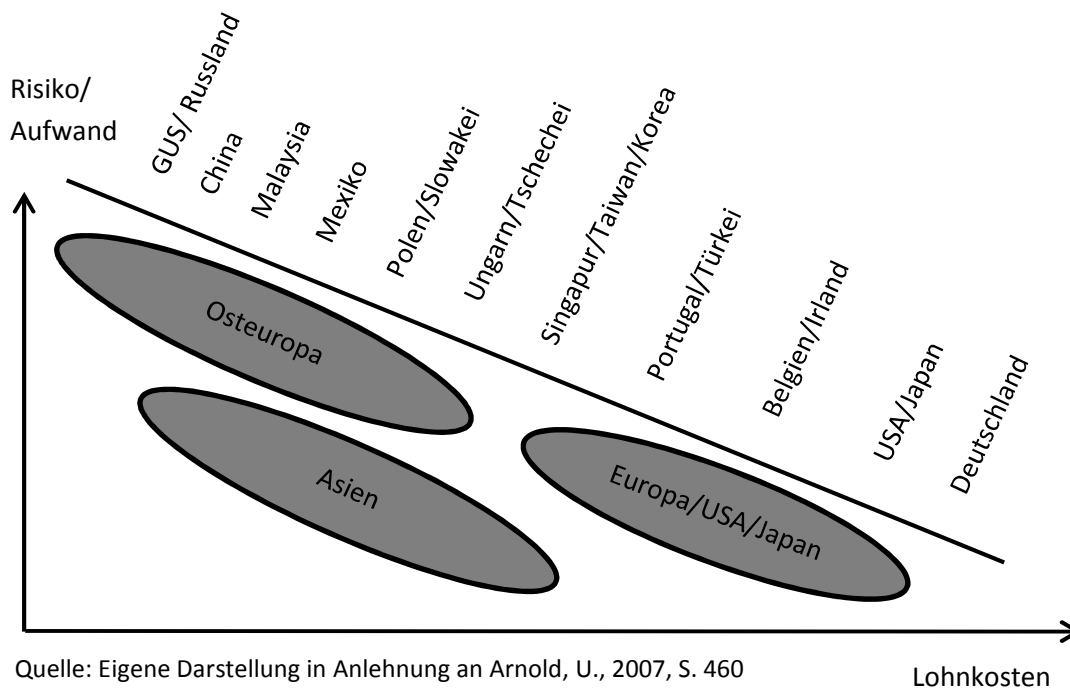 Risiko/
Aufwand
GUS/ Russland
China
Malaysia
Mexiko
Polen/Slowakei
Ungarn/Tschechei
Singapur/Taiwan/Korea
Portugal/Türkei
Belgien/Irland
USA/Japan
Deutschland
Osteuropa
Asien
Europa/USA/Japan
Quelle: Eigene Darstellung in Anlehnung an Arnold, U., 2007, S. 460
Lohnkosten